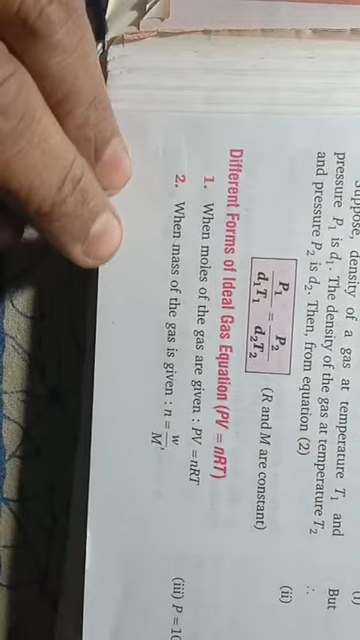 Suppose, density of a gas at temperature T₁ and
pressure P₁ is d₁. The density of the gas at temperature T₂
and pressure P₂ is d₂. Then, from equation (2)
P₁/d₁T₁ = P₂/d₂T₂ (R and M are constant)
Different Forms of Ideal Gas Equation (PV = nRT)
1. When moles of the gas are given : PV = nRT
2. When mass of the gas is given : n = w/M'
But
∴
(ii)
(iii) P = 10